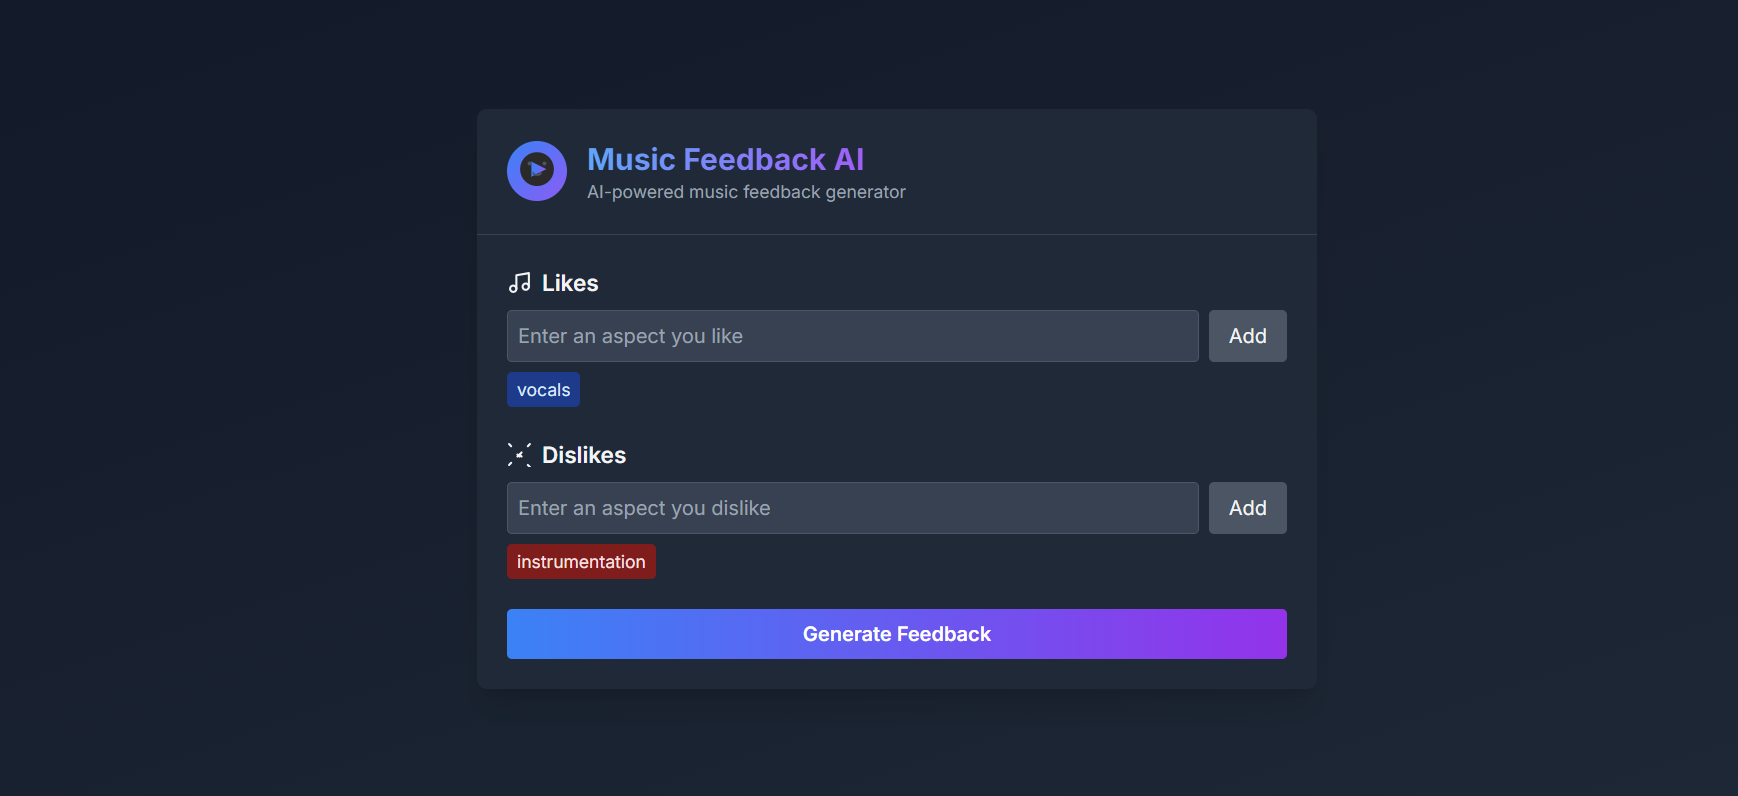 Music Feedback AI
AI-powered music feedback generator
Likes
Enter an aspect you like
Add
vocals
Dislikes
Enter an aspect you dislike
Add
instrumentation
Generate Feedback